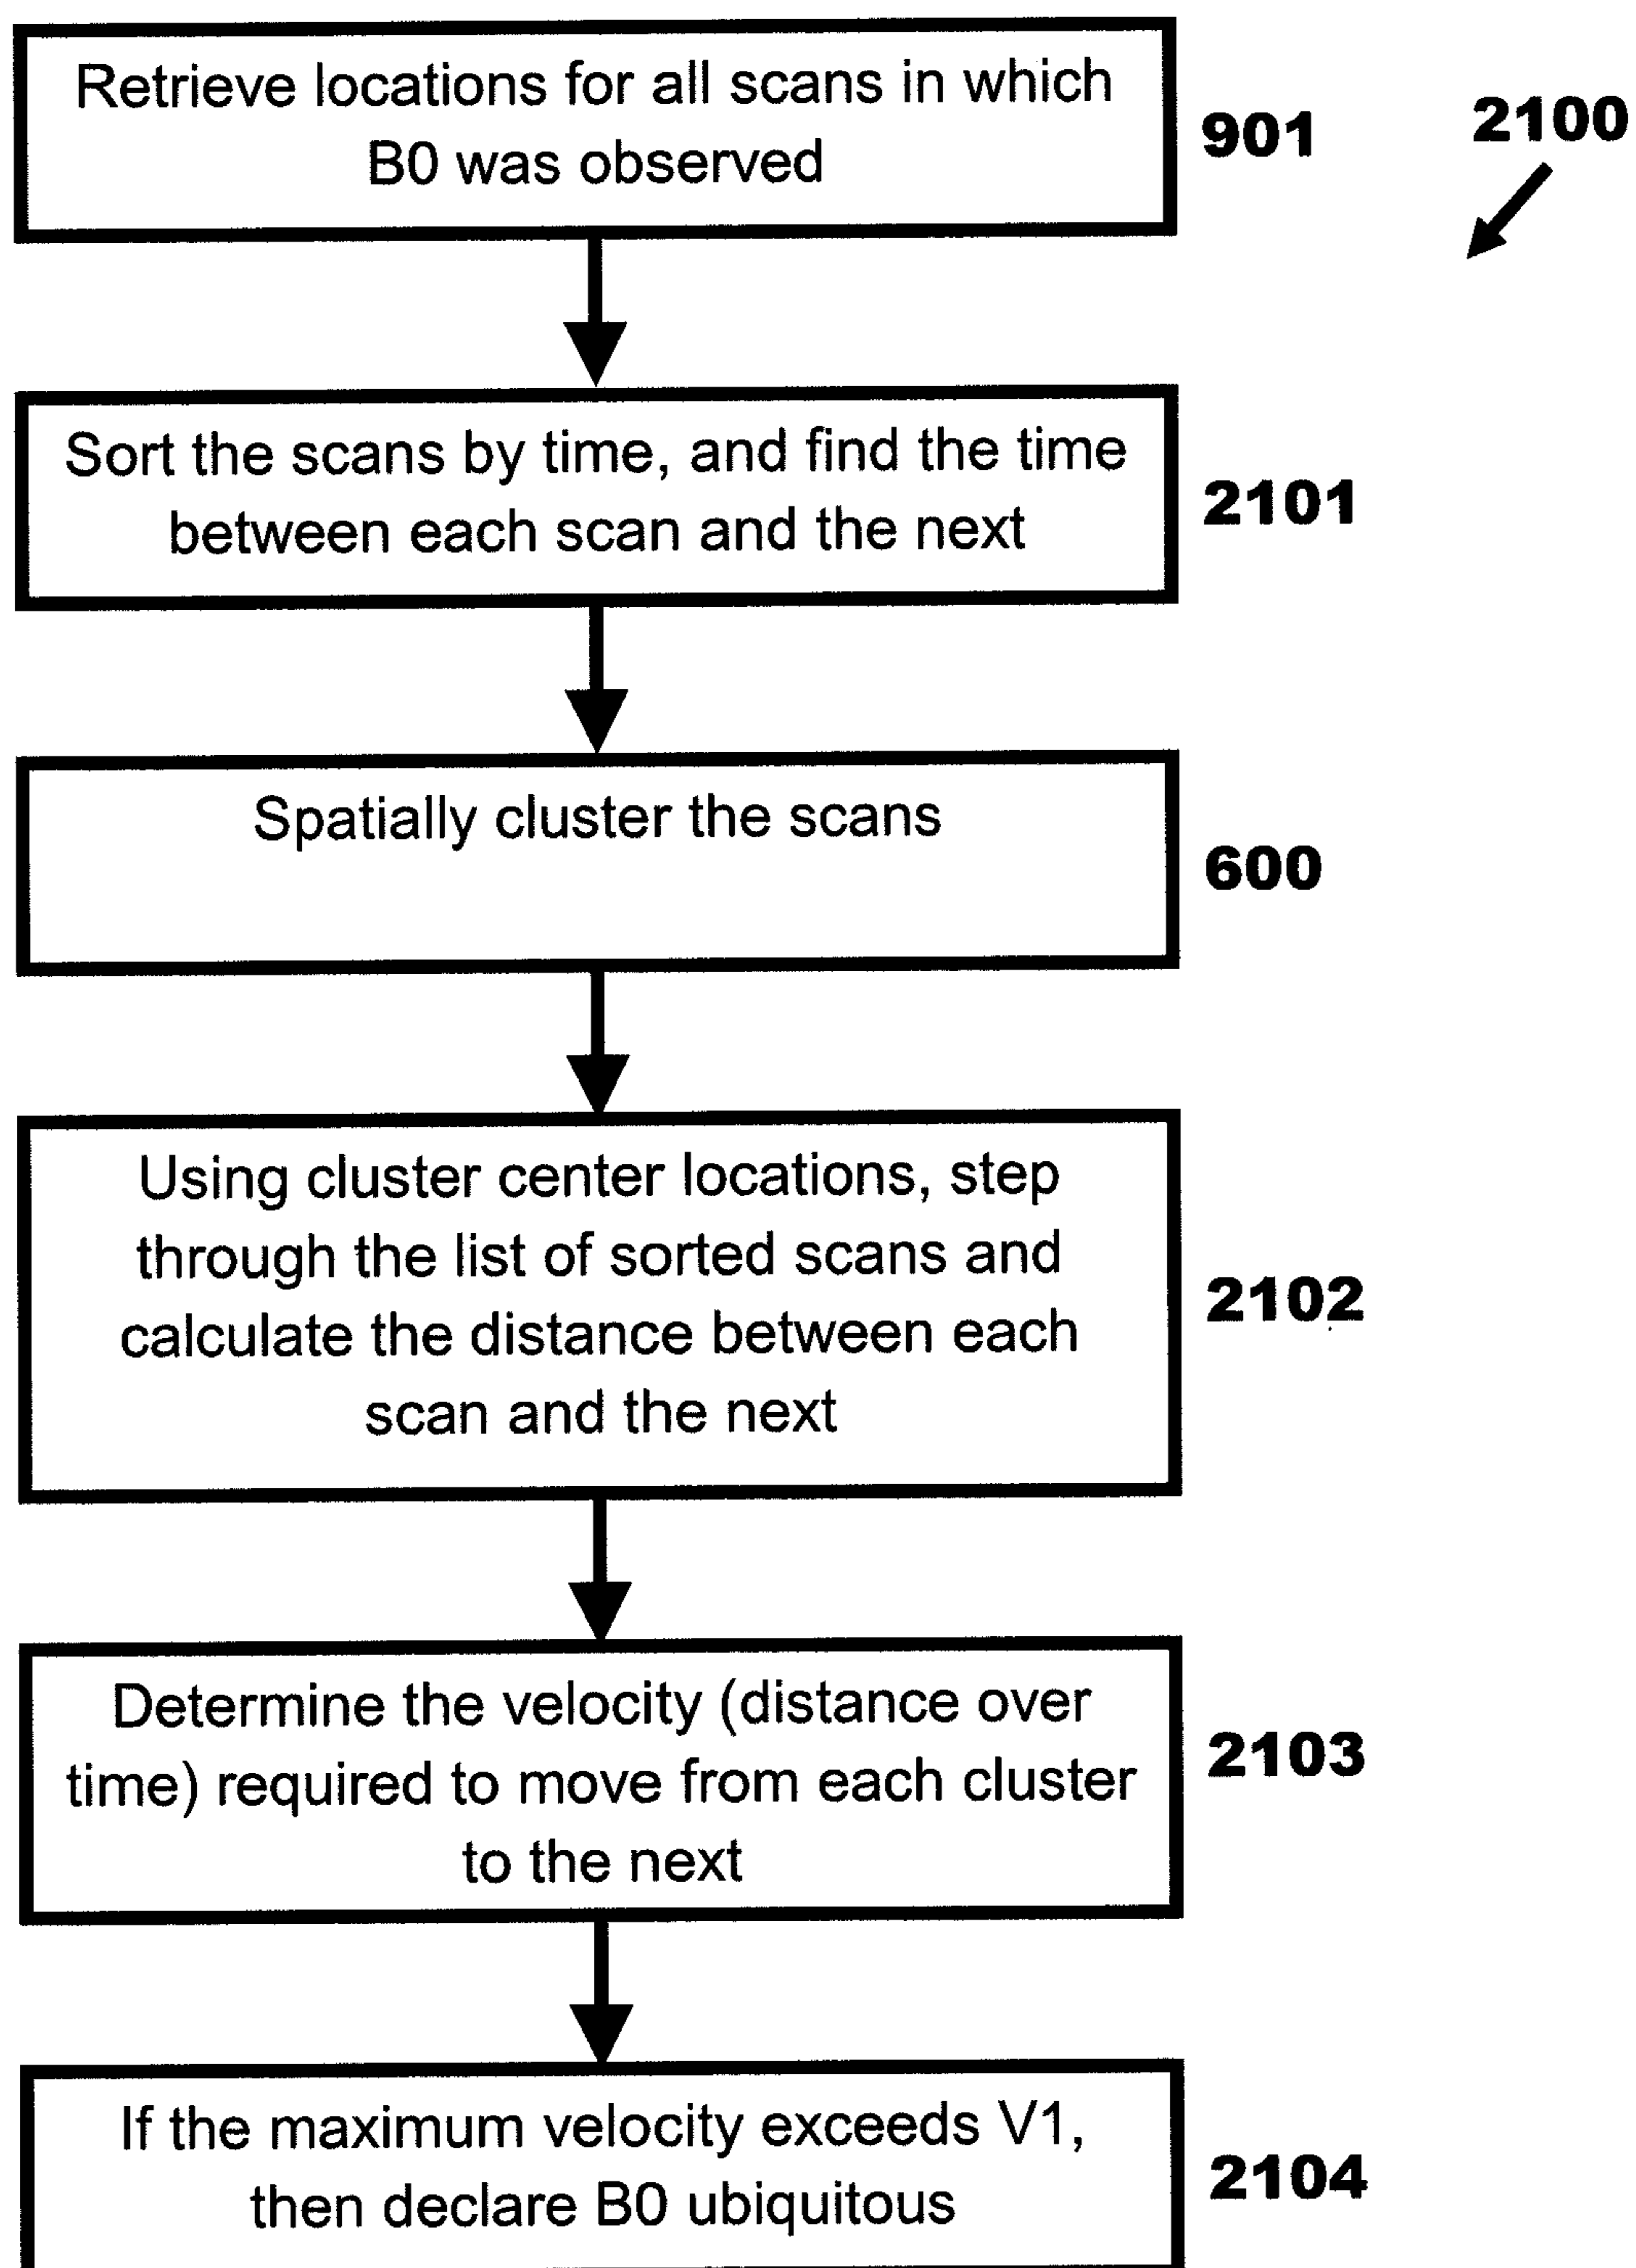 Retrieve locations for all scans in which
B0 was observed
901
2100
Sort the scans by time, and find the time
between each scan and the next
2101
Spatially cluster the scans
600
Using cluster center locations, step
through the list of sorted scans and
calculate the distance between each
scan and the next
2102
Determine the velocity (distance over
time) required to move from each cluster
to the next
2103
If the maximum velocity exceeds V1,
then declare B0 ubiquitous
2104